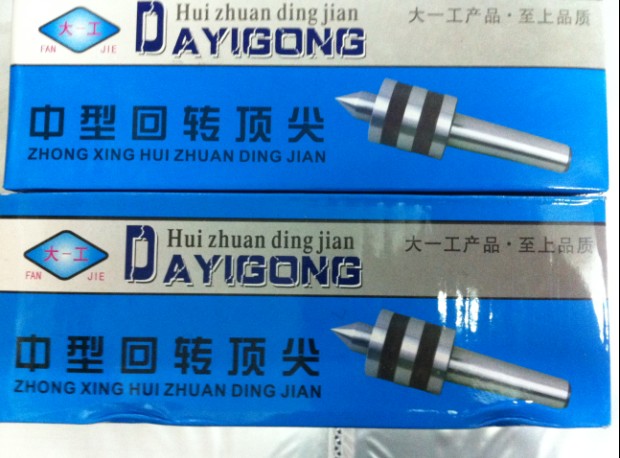 大一工
FAN JIE
Hui zhuan ding jian
DAYIGONG
大一工产品·至上品质
中型回转顶尖
ZHONG XING HUI ZHUAN DING JIAN
大一工
FAN JIE
Hui zhuan ding jian
DAYIGONG
大一工产品·至上品质
中型回转顶尖
ZHONG XING HUI ZHUAN DING JIAN